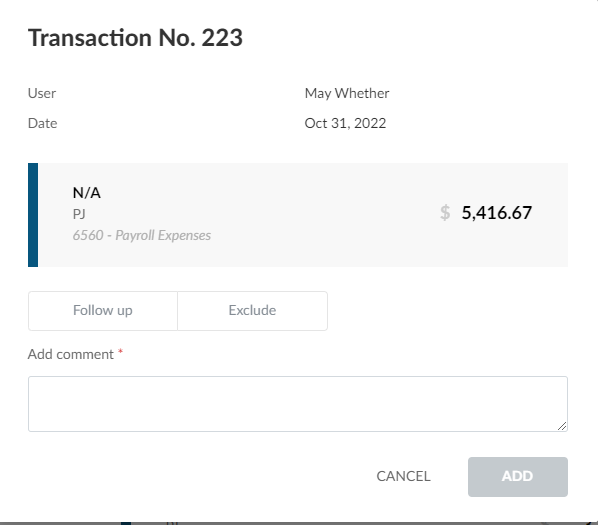 Transaction No. 223
User May Whether
Date Oct 31, 2022
N/A
PJ
$ 5,416.67
6560 - Payroll Expenses
Follow up Exclude
Add comment *
CANCEL ADD